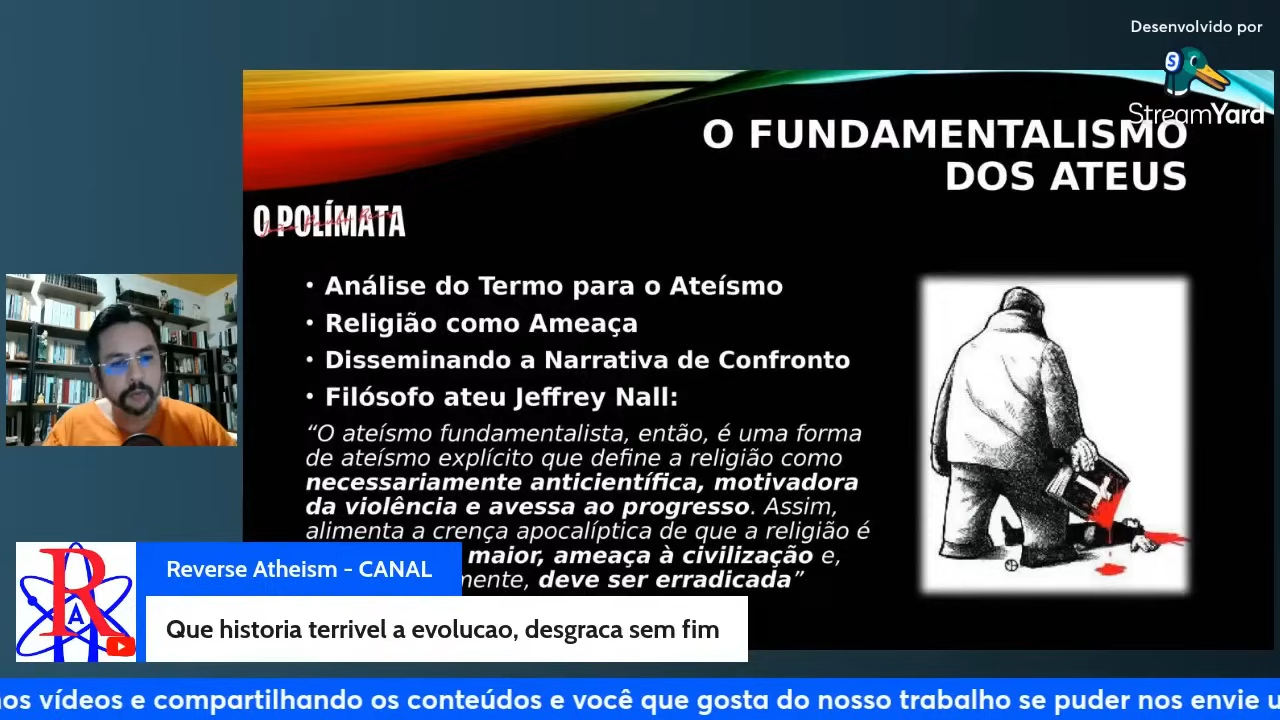 Desenvolvido por
S
StreamYard
O FUNDAMENTALISMO
DOS ATEUS
O POLÍMATA
• Análise do Termo para o Ateísmo
• Religião como Ameaça
• Disseminando a Narrativa de Confronto
• Filósofo ateu Jeffrey Nall:
“O ateísmo fundamentalista, então, é uma forma
de ateísmo explícito que define a religião como
necessariamente anticientífica, motivadora
da violência e avessa ao progresso. Assim,
alimenta a crença apocalíptica de que a religião é
maior, ameaça à civilização e,
mente, deve ser erradicada”
R
A
Reverse Atheism - CANAL
Que historia terrivel a evolucao, desgraca sem fim
nos vídeos e compartilhando os conteúdos e você que gosta do nosso trabalho se puder nos envie u